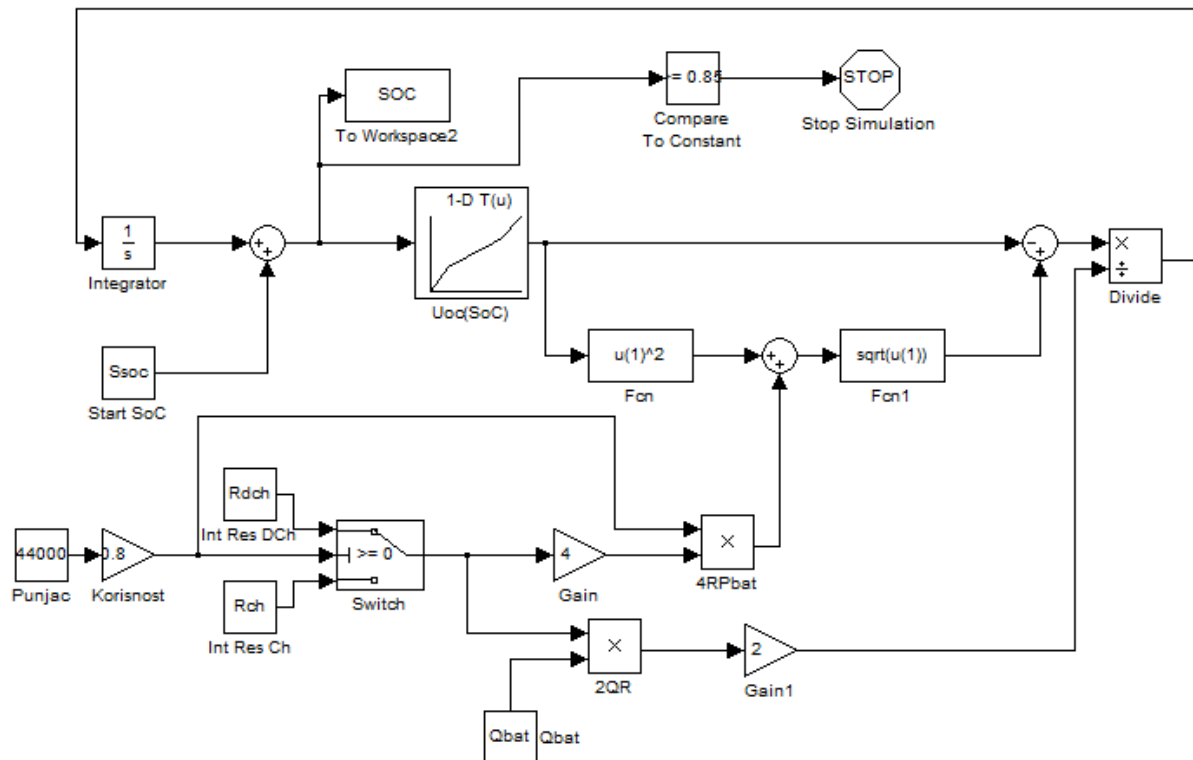 SOC
To Workspace2
= 0.85
Compare
To Constant
STOP
Stop Simulation
1-D T(u)
Uoc(SoC)
1
s
Integrator
+
+
-
+
×
÷
Divide
u(1)^2
Fcn
+
+
sqrt(u(1))
Fcn1
Ssoc
Start SoC
Rdch
Int Res DCh
44000
Punjac
0.8
Korisnost
>= 0
Switch
4
Gain
×
4RPbat
Rch
Int Res Ch
×
2QR
2
Gain1
Qbat
Qbat